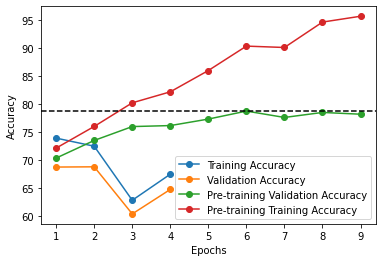 95
90
85
80
75
70
65
60
Accuracy
1 2 3 4 5 6 7 8 9
Epochs
Training Accuracy
Validation Accuracy
Pre-training Validation Accuracy
Pre-training Training Accuracy